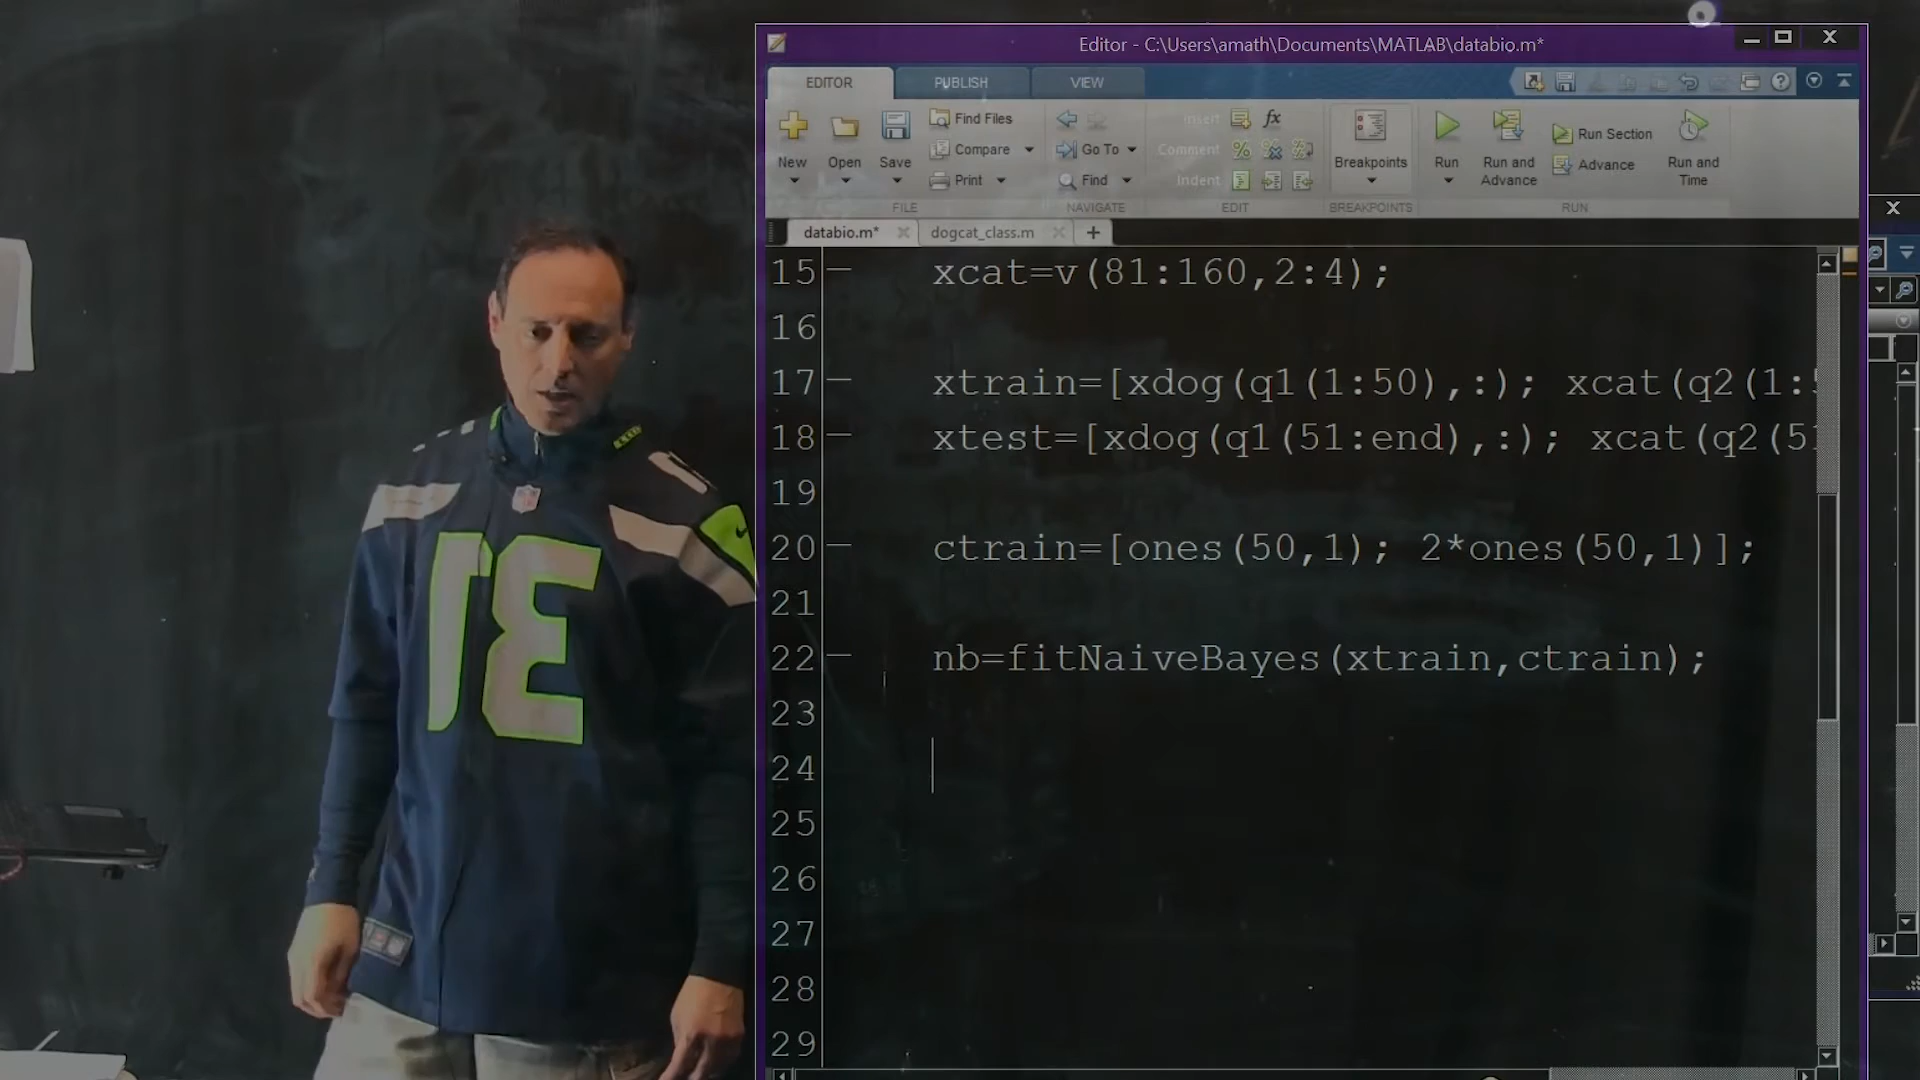 Editor - C:\Users\amath\Documents\MATLAB\databio.m*
EDITOR PUBLISH VIEW
New Open Save Find Files Compare Print
Go To Find
Insert fx
Comment
Indent
Breakpoints
Run Run and Advance Run Section Advance Run and Time
FILE NAVIGATE EDIT BREAKPOINTS RUN
databio.m* dogcat_class.m
15 xcat=v(81:160,2:4);
16
17 xtrain=[xdog(q1(1:50),:); xcat(q2(1:
18 xtest=[xdog(q1(51:end),:); xcat(q2(51
19
20 ctrain=[ones(50,1); 2*ones(50,1)];
21
22 nb=fitNaiveBayes(xtrain,ctrain);
23
24
25
26
27
28
29